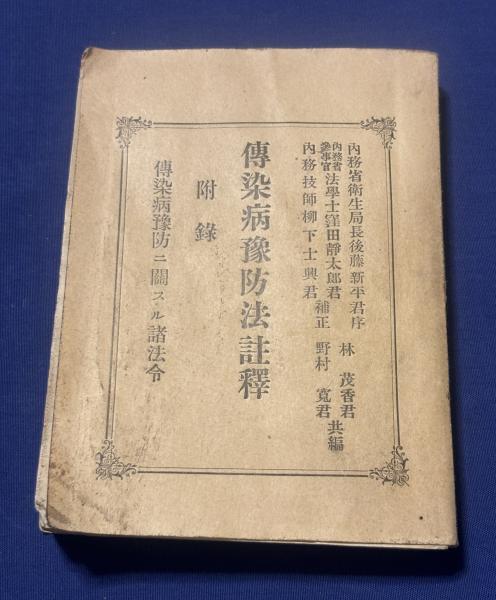 內務省衛生局長後藤新平君序
內務省參事官法學士窪田靜太郎君
內務技師柳下士興君 補正
林 茂香君
野村 寬君 共編
傳染病豫防法註釋
附錄
傳染病豫防ニ關スル諸法令